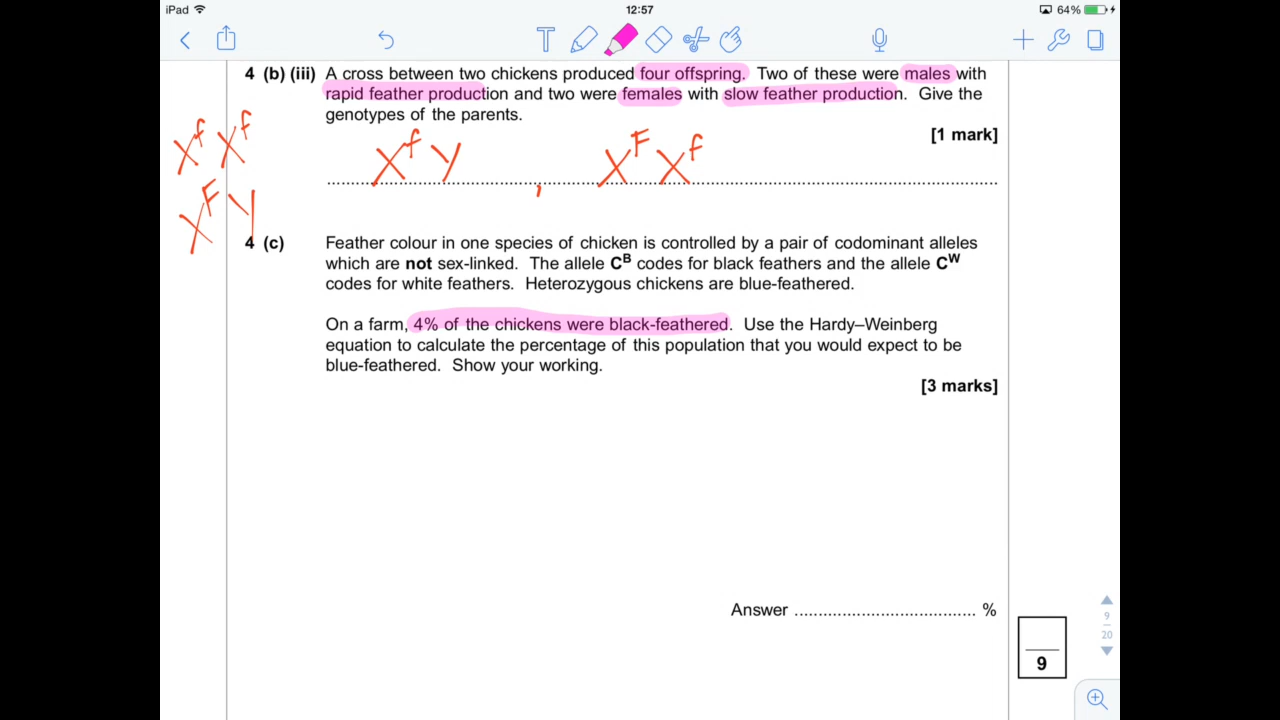 iPad
12:57
64%
T
4 (b) (iii) A cross between two chickens produced four offspring. Two of these were males with
rapid feather production and two were females with slow feather production. Give the
genotypes of the parents.
[1 mark]
X^f X^f
X^F Y
X^f Y , X^F X^f
4 (c) Feather colour in one species of chicken is controlled by a pair of codominant alleles
which are not sex-linked. The allele C^B codes for black feathers and the allele C^W
codes for white feathers. Heterozygous chickens are blue-feathered.
On a farm, 4% of the chickens were black-feathered. Use the Hardy–Weinberg
equation to calculate the percentage of this population that you would expect to be
blue-feathered. Show your working.
[3 marks]
Answer ...................................... %
9
9
20